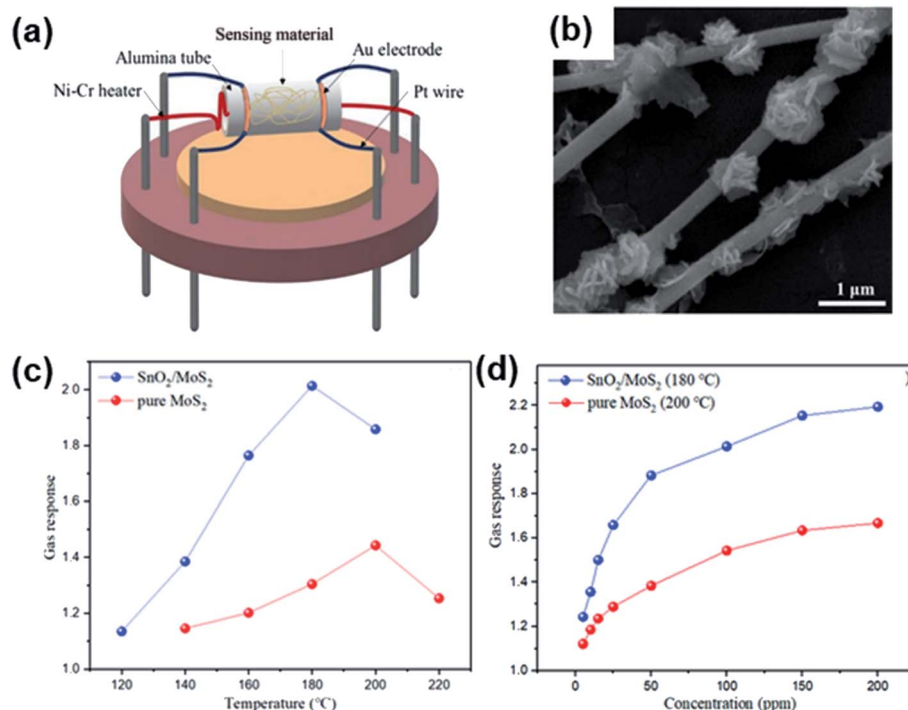 (a)
Sensing material
Alumina tube
Au electrode
Ni-Cr heater
Pt wire
(b)
1 μm
(c)
SnO₂/MoS₂
pure MoS₂
2.0
1.8
1.6
1.4
1.2
1.0
Gas response
120 140 160 180 200 220
Temperature (°C)
(d)
SnO₂/MoS₂ (180 °C)
pure MoS₂ (200 °C)
)
2.2
2.0
1.8
1.6
1.4
1.2
1.0
Gas response
0 50 100 150 200
Concentration (ppm)